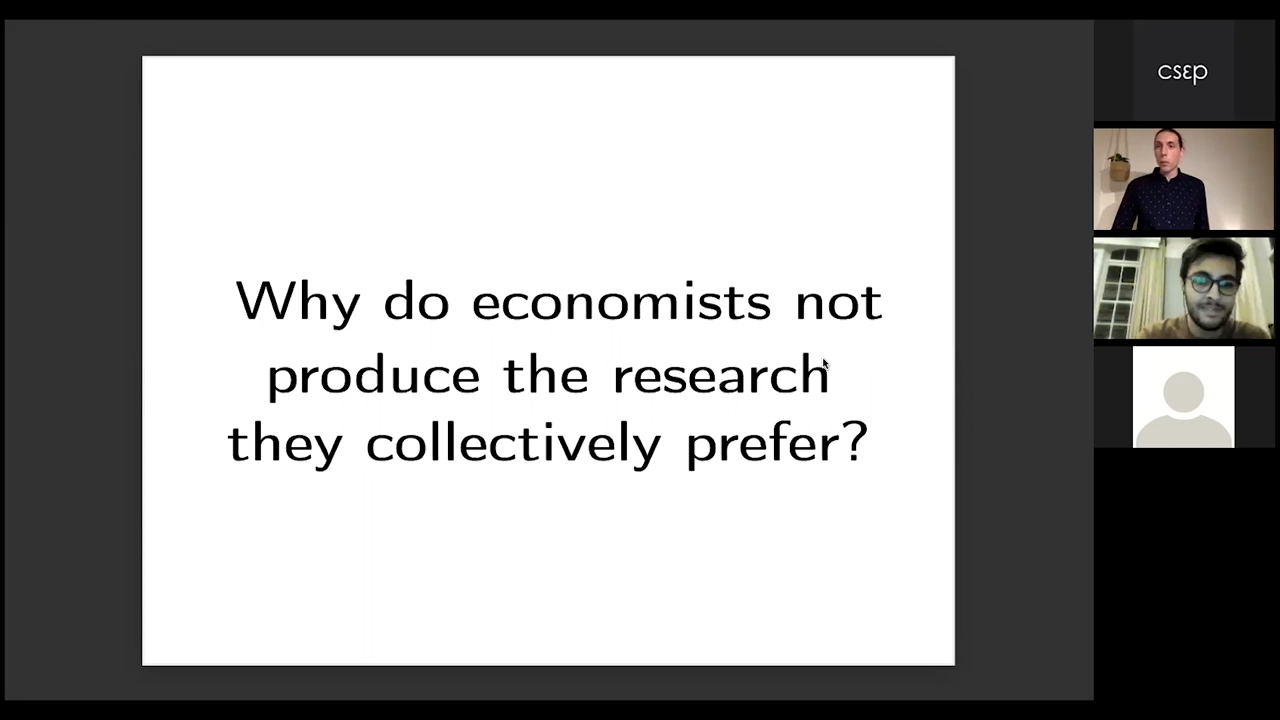 Why do economists not
produce the research
they collectively prefer?
csεp